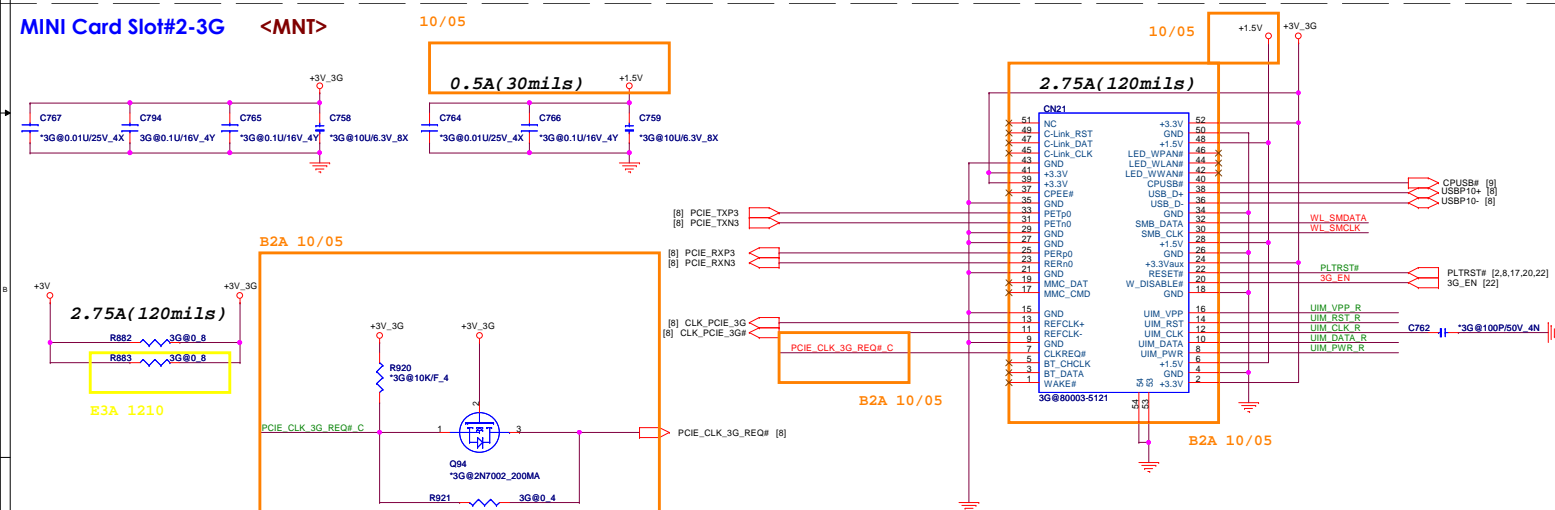 MINI Card Slot#2-3G <MNT>
10/05
10/05
+1.5V
+3V_3G
+3V_3G
0.5A(30mils)
+1.5V
2.75A(120mils)
C767
*3G@0.01U/25V_4X
C794
3G@0.1U/16V_4Y
C765
*3G@0.1U/16V_4Y
C758
*3G@10U/6.3V_8X
C764
*3G@0.01U/25V_4X
C766
*3G@0.1U/16V_4Y
C759
*3G@10U/6.3V_8X
CN21
51 NC +3.3V 52
49 C-Link_RST GND 50
47 C-Link_DAT +1.5V 48
45 C-Link_CLK LED_WPAN# 46
43 GND LED_WLAN# 44
41 +3.3V LED_WWAN# 42
39 +3.3V CPUSB# 40 CPUSB# [9]
37 CPEE# USB_D+ 38 USBP10+ [8]
35 GND USB_D- 36 USBP10- [8]
[8] PCIE_TXP3 33 PETp0 GND 34
[8] PCIE_TXN3 31 PETn0 SMB_DATA 32 WL_SMDATA
29 GND SMB_CLK 30 WL_SMCLK
27 GND +1.5V 28
[8] PCIE_RXP3 25 PERp0 GND 26
[8] PCIE_RXN3 23 RERn0 +3.3Vaux 24
21 GND RESET# 22 PLTRST# PLTRST# [2,8,17,20,22]
19 MMC_DAT W_DISABLE# 20 3G_EN 3G_EN [22]
17 MMC_CMD GND 18
15 GND UIM_VPP 16 UIM_VPP_R
[8] CLK_PCIE_3G 13 REFCLK+ UIM_RST 14 UIM_RST_R
[8] CLK_PCIE_3G# 11 REFCLK- UIM_CLK 12 UIM_CLK_R
9 GND UIM_DATA 10 UIM_DATA_R
PCIE_CLK_3G_REQ#_C 7 CLKREQ# UIM_PWR 8 UIM_PWR_R
5 BT_CHCLK +1.5V 6
3 BT_DATA GND 4
1 WAKE# +3.3V 2
54 53
3G@80003-5121
54
53
C762
*3G@100P/50V_4N
B2A 10/05
B2A 10/05
B2A 10/05
B
+3V
+3V_3G
2.75A(120mils)
R882 3G@0_8
R883 3G@0_8
E3A 1210
+3V_3G
+3V_3G
R920
*3G@10K/F_4
2
PCIE_CLK_3G_REQ#_C
1
3
PCIE_CLK_3G_REQ# [8]
Q94
*3G@2N7002_200MA
R921 3G@0_4